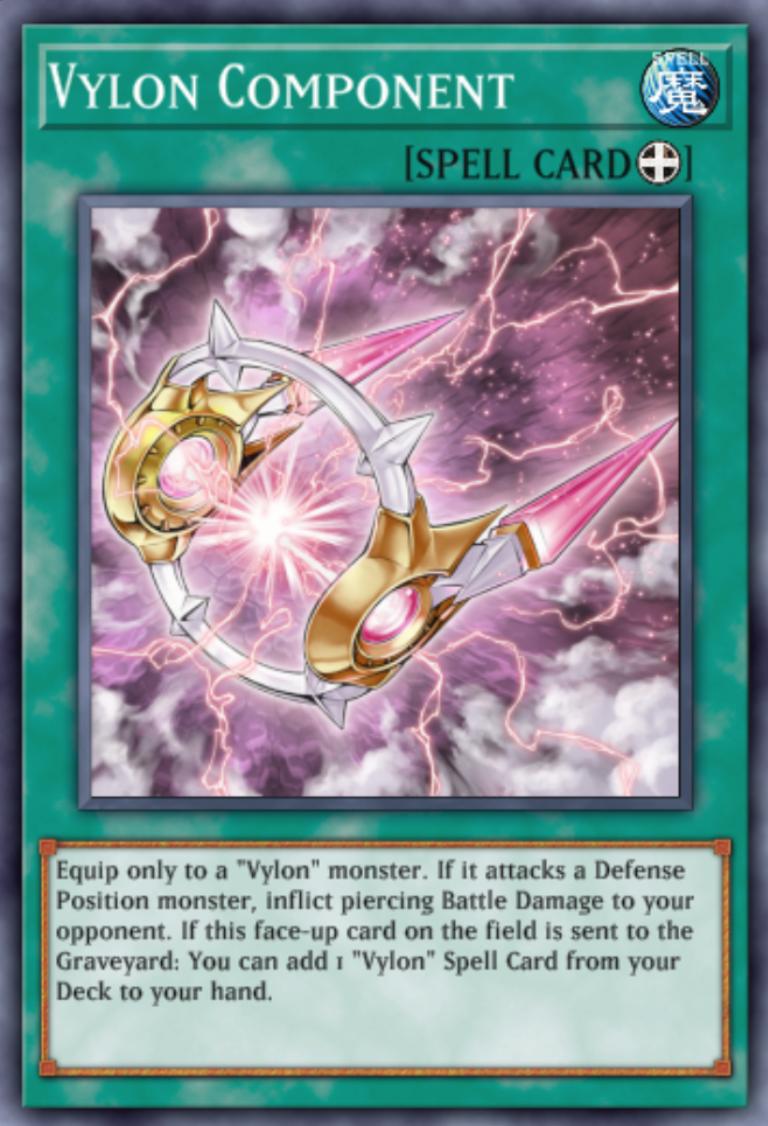 Vylon Component
SPELL
魔
[SPELL CARD]
Equip only to a "Vylon" monster. If it attacks a Defense
Position monster, inflict piercing Battle Damage to your
opponent. If this face-up card on the field is sent to the
Graveyard: You can add 1 "Vylon" Spell Card from your
Deck to your hand.